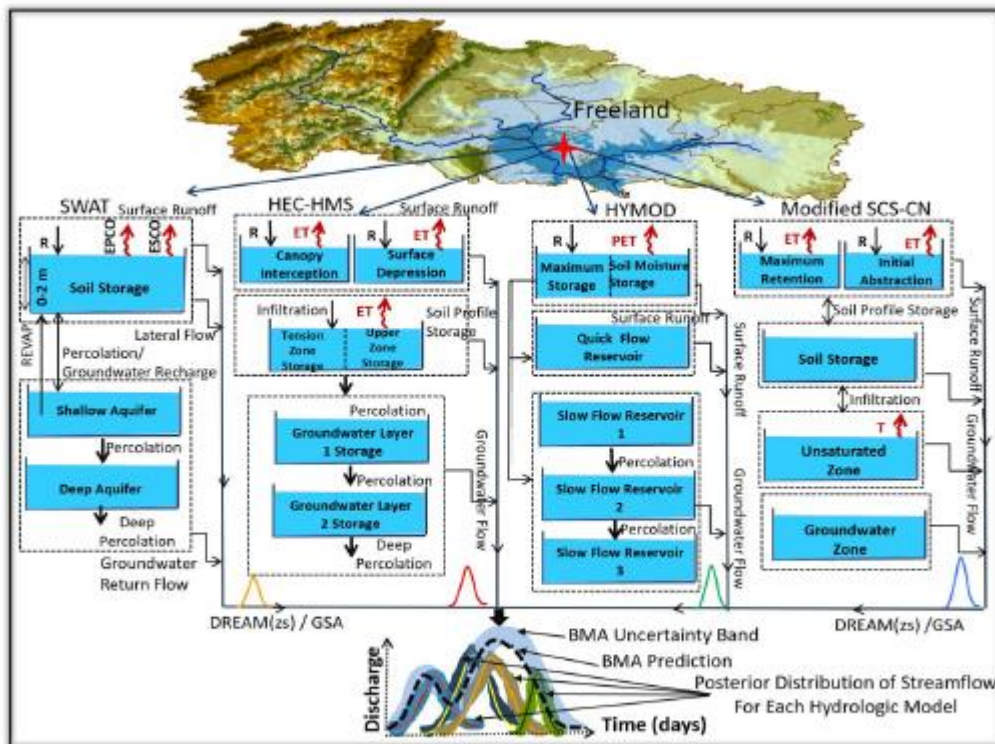 Freeland
SWAT
HEC-HMS
HYMOD
Modified SCS-CN
Surface Runoff
R
EPCO
ESCO
0-2 m
Soil Storage
Lateral Flow
REVAP
Percolation/
Groundwater Recharge
Shallow Aquifer
Percolation
Deep Aquifer
Deep
Percolation
Groundwater
Return Flow
Surface Runoff
R
ET
R
ET
Canopy
Interception
Surface
Depression
Infiltration
ET
Soil Profile
Storage
Tension
Zone
Storage
Upper
Zone
Storage
Percolation
Groundwater Layer
1 Storage
Percolation
Groundwater Layer
2 Storage
Deep
Percolation
Groundwater Flow
R
PET
Maximum
Storage
Soil Moisture
Storage
Surface Runoff
Quick Flow
Reservoir
Slow Flow Reservoir
1
Percolation
Slow Flow Reservoir
2
Percolation
Slow Flow Reservoir
3
Surface Runoff
Groundwater Flow
R
ET
R
ET
Maximum
Retention
Initial
Abstraction
Soil Profile Storage
Soil Storage
Infiltration
T
Unsaturated
Zone
Groundwater
Zone
Surface Runoff
Groundwater Flow
DREAM(zs) / GSA
DREAM(zs) /GSA
BMA Uncertainty Band
BMA Prediction
Posterior Distribution of Streamflow
For Each Hydrologic Model
Discharge
Time (days)